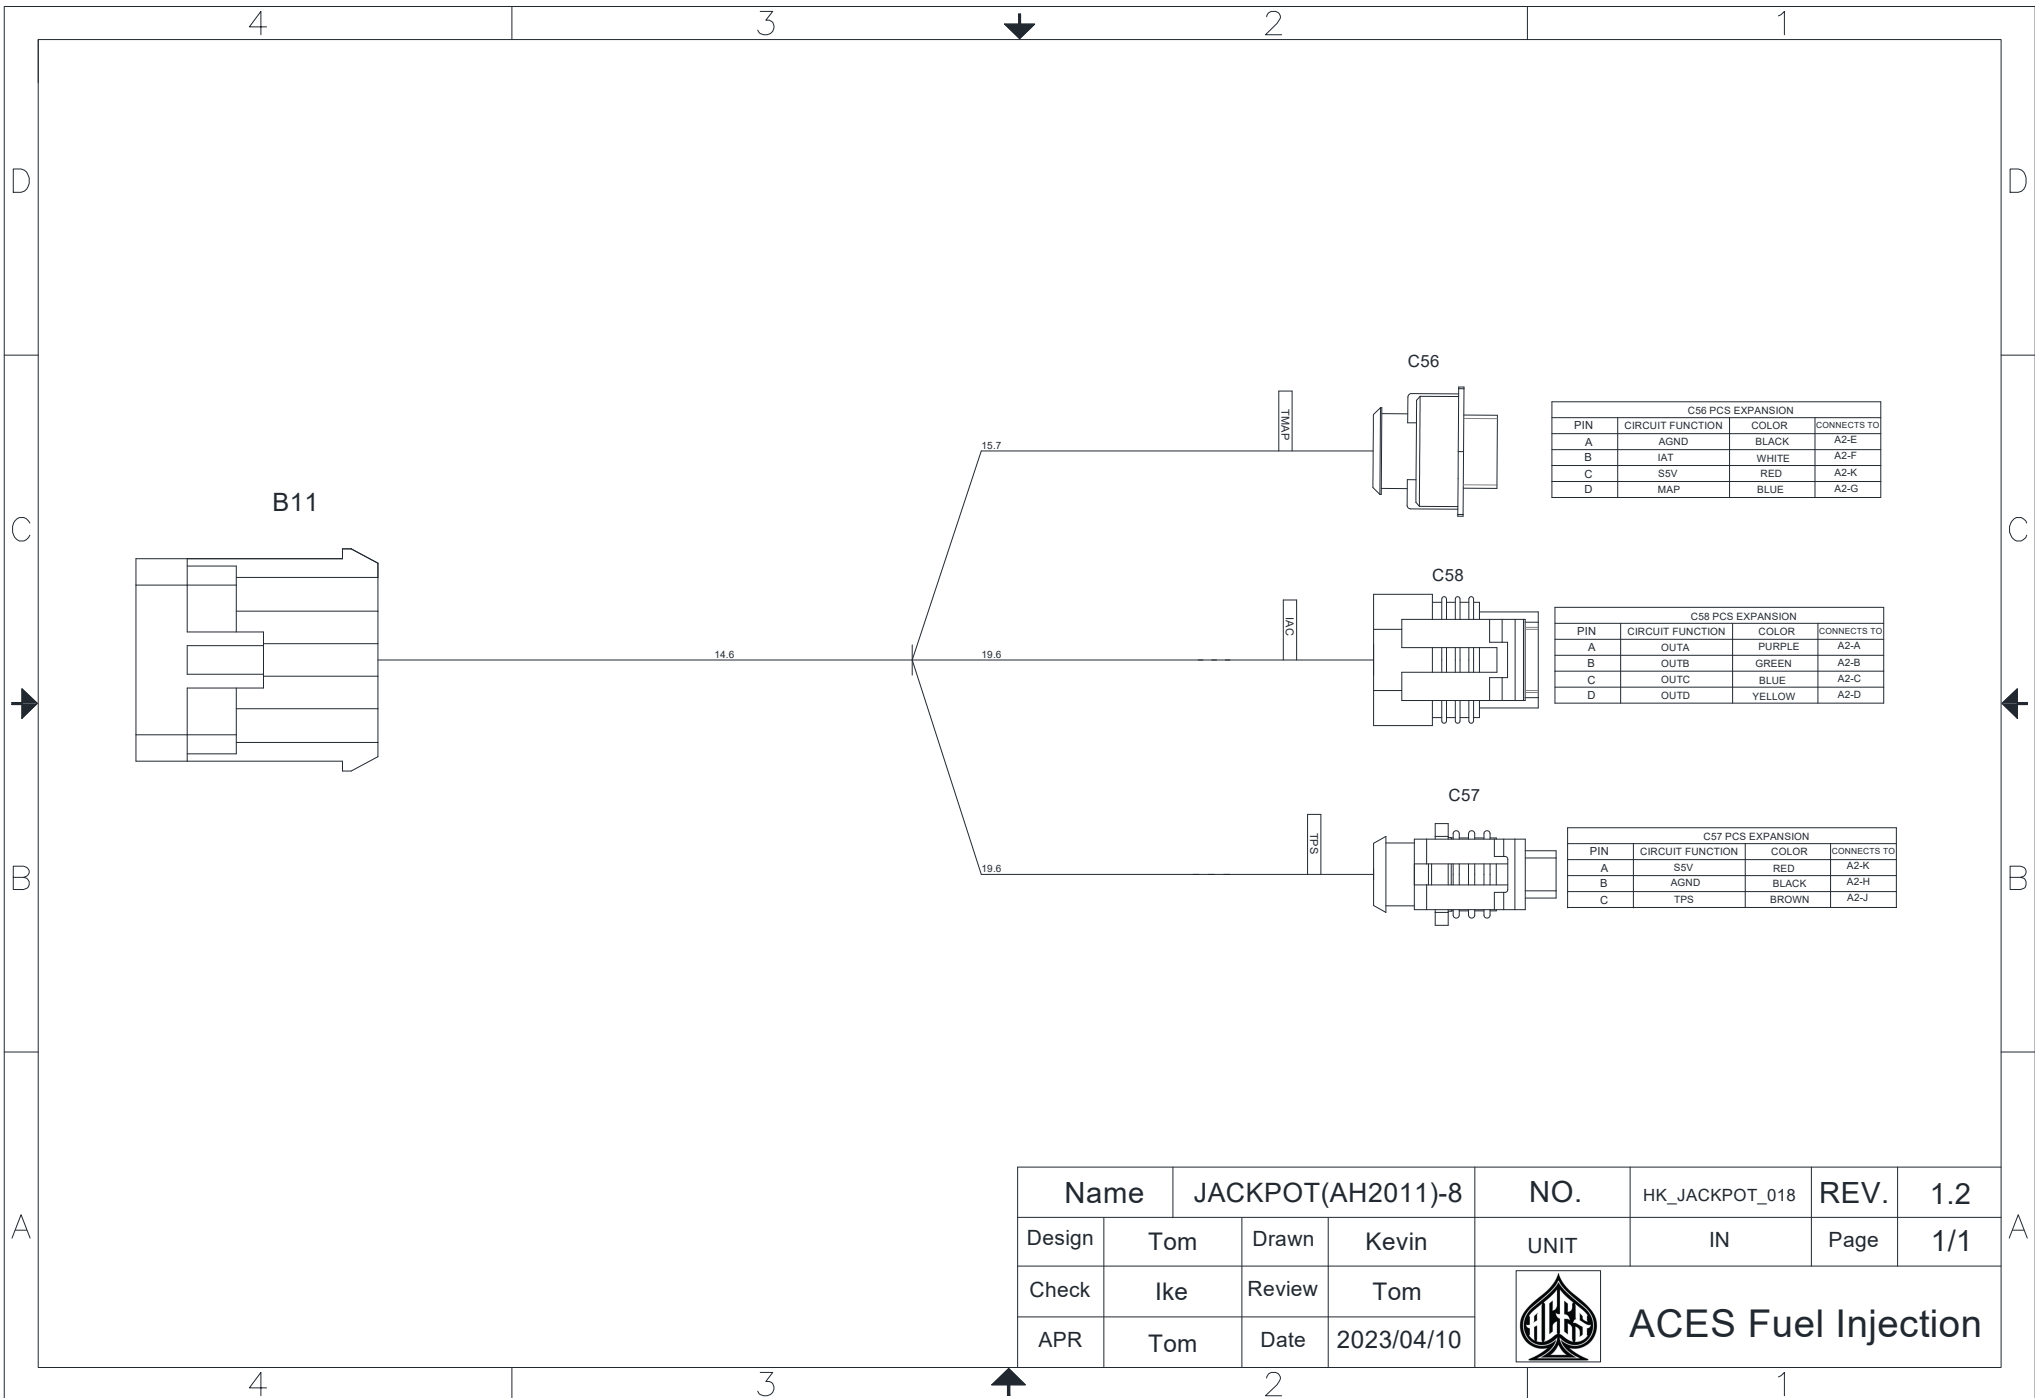 4 3 2 1
D D
C56
TMAP
C56 PCS EXPANSION
PIN CIRCUIT FUNCTION COLOR CONNECTS TO
A AGND BLACK A2-E
B IAT WHITE A2-F
C S5V RED A2-K
D MAP BLUE A2-G
15.7
B11
C C
C58
IAC
C58 PCS EXPANSION
PIN CIRCUIT FUNCTION COLOR CONNECTS TO
A OUTA PURPLE A2-A
B OUTB GREEN A2-B
C OUTC BLUE A2-C
D OUTD YELLOW A2-D
14.6 19.6
C57
TPS
C57 PCS EXPANSION
PIN CIRCUIT FUNCTION COLOR CONNECTS TO
A S5V RED A2-K
B AGND BLACK A2-H
C TPS BROWN A2-J
19.6
B B
Name JACKPOT(AH2011)-8 NO. HK_JACKPOT_018 REV. 1.2
A A
Design Tom Drawn Kevin UNIT IN Page 1/1
Check Ike Review Tom
ACES ACES Fuel Injection
APR Tom Date 2023/04/10
4 3 2 1